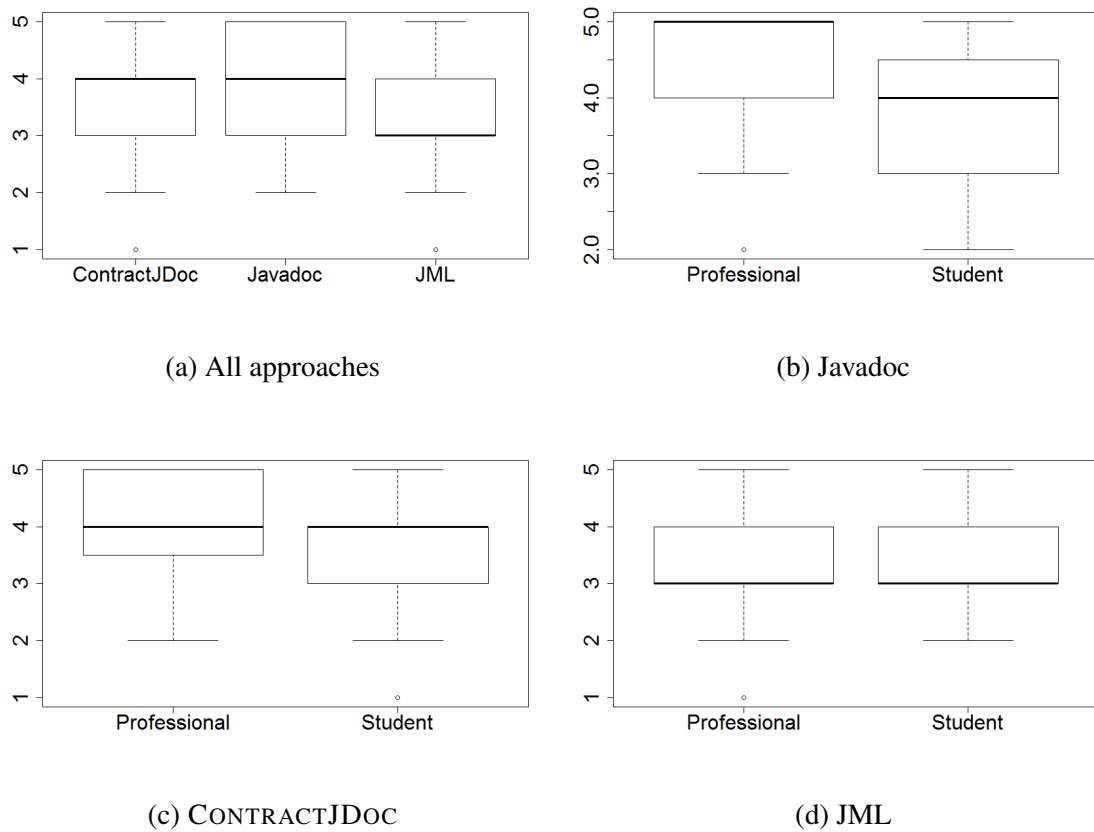 5
4
3
2
1
ContractJDoc Javadoc JML
(a) All approaches
5.0
4.0
3.0
2.0
Professional Student
(b) Javadoc
5
4
3
2
1
Professional Student
(c) CONTRACTJDOC
5
4
3
2
1
Professional Student
(d) JML